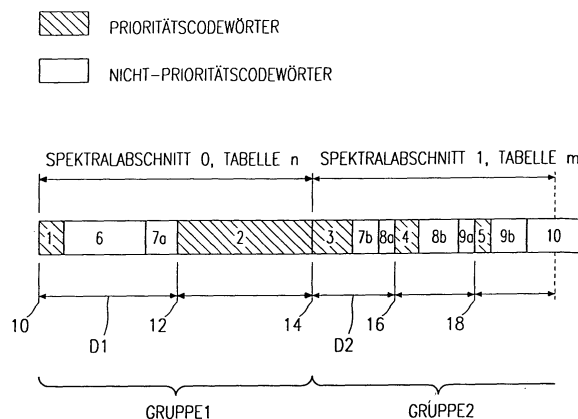 PRIORITÄTSCODEWÖRTER
NICHT-PRIORITÄTSCODEWÖRTER
SPEKTRALABSCHNITT 0, TABELLE n
SPEKTRALABSCHNITT 1, TABELLE m
1 6 7a 2 3 7b 8a 4 8b 9a 5 9b 10
10 12 14 16 18
D1 D2
GRUPPE1 GRUPPE2